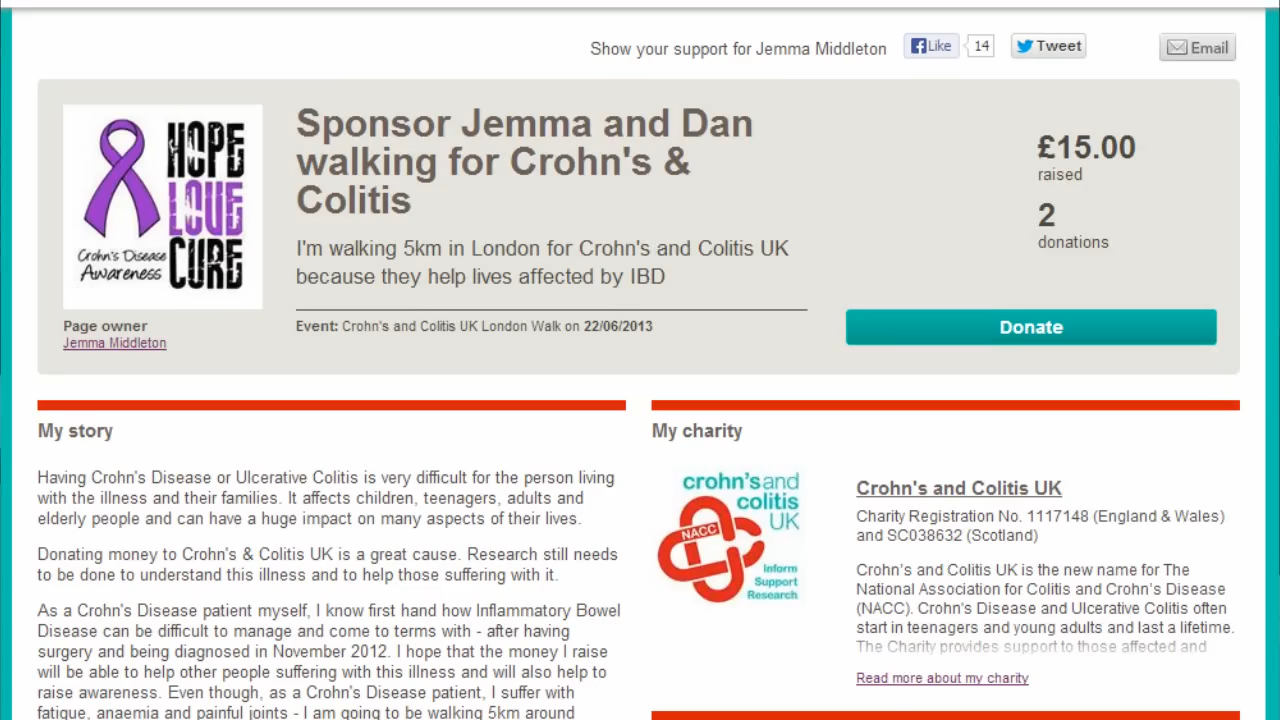 Show your support for Jemma Middleton
Like
14
Tweet
Email
HOPE
LOVE
CURE
Crohn's Disease
Awareness
Page owner
Jemma Middleton
Sponsor Jemma and Dan
walking for Crohn's &
Colitis
I'm walking 5km in London for Crohn's and Colitis UK
because they help lives affected by IBD
Event: Crohn's and Colitis UK London Walk on 22/06/2013
£15.00
raised
2
donations
Donate
My story
Having Crohn's Disease or Ulcerative Colitis is very difficult for the person living
with the illness and their families. It affects children, teenagers, adults and
elderly people and can have a huge impact on many aspects of their lives.
Donating money to Crohn's & Colitis UK is a great cause. Research still needs
to be done to understand this illness and to help those suffering with it.
As a Crohn's Disease patient myself, I know first hand how Inflammatory Bowel
Disease can be difficult to manage and come to terms with - after having
surgery and being diagnosed in November 2012. I hope that the money I raise
will be able to help other people suffering with this illness and will also help to
raise awareness. Even though, as a Crohn's Disease patient, I suffer with
fatigue, anaemia and painful joints - I am going to be walking 5km around
My charity
crohn's and
colitis
UK
NACC
Inform
Support
Research
Crohn's and Colitis UK
Charity Registration No. 1117148 (England & Wales)
and SC038632 (Scotland)
Crohn's and Colitis UK is the new name for The
National Association for Colitis and Crohn's Disease
(NACC). Crohn's Disease and Ulcerative Colitis often
start in teenagers and young adults and last a lifetime.
The Charity provides support to those affected and
Read more about my charity